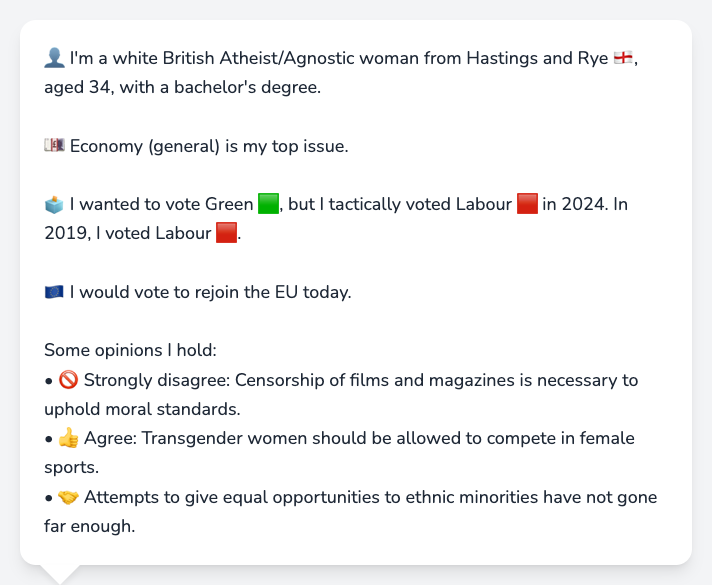 👤 I'm a white British Atheist/Agnostic woman from Hastings and Rye 🏴󠁧󠁢󠁥󠁮󠁧󠁿,
aged 34, with a bachelor's degree.
💷 Economy (general) is my top issue.
🗳️ I wanted to vote Green 🟩, but I tactically voted Labour 🟥 in 2024. In
2019, I voted Labour 🟥.
🇪🇺 I would vote to rejoin the EU today.
Some opinions I hold:
• 🚫 Strongly disagree: Censorship of films and magazines is necessary to
uphold moral standards.
• 👍 Agree: Transgender women should be allowed to compete in female
sports.
• 🤝 Attempts to give equal opportunities to ethnic minorities have not gone
far enough.